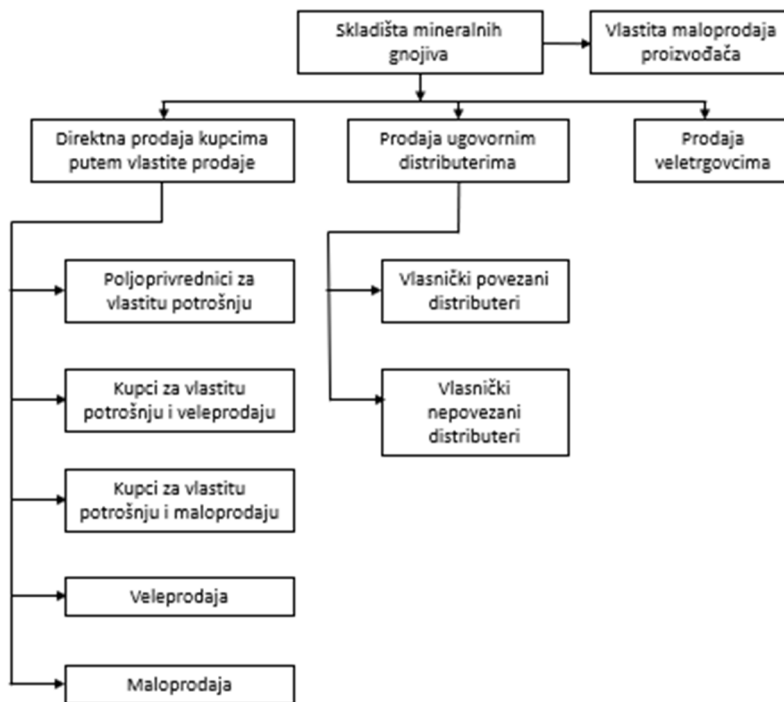 Skladišta mineralnih
gnojiva
Vlastita maloprodaja
proizvođača
Direktna prodaja kupcima
putem vlastite prodaje
Prodaja ugovornim
distributerima
Prodaja
veletrgovcima
Poljoprivrednici za
vlastitu potrošnju
Vlasnički povezani
distributeri
Kupci za vlastitu
potrošnju i veleprodaju
Vlasnički
nepovezani
distributeri
Kupci za vlastitu
potrošnju i maloprodaju
Veleprodaja
Maloprodaja